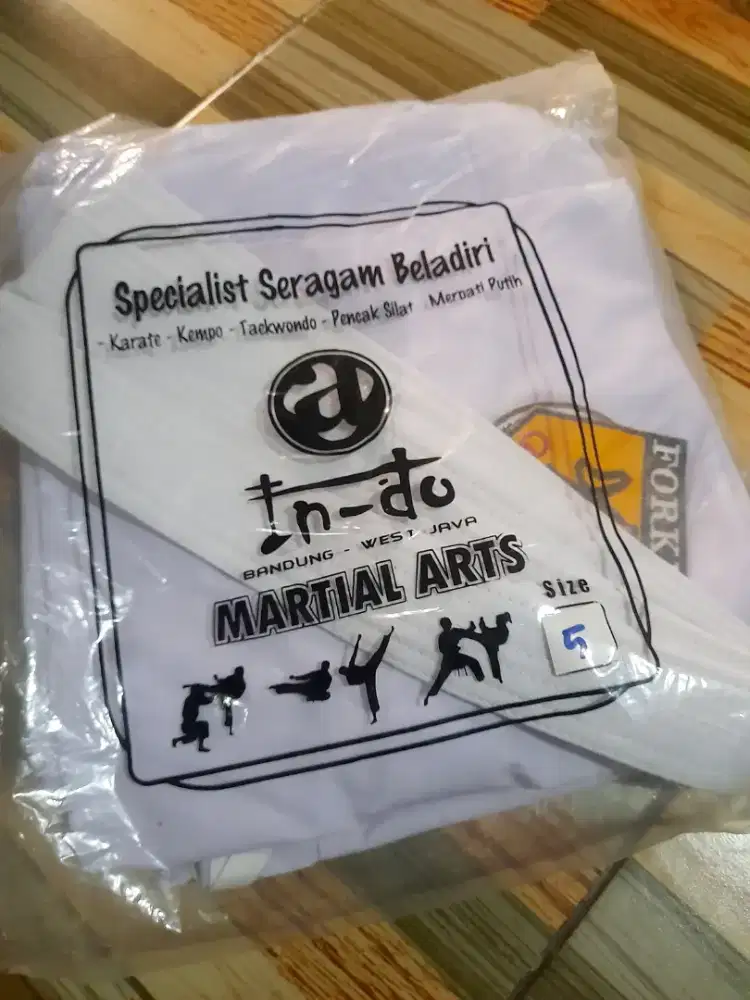 Specialist Seragam Beladiri
- Karate - Kempo - Taekwondo - Pencak Silat - Merpati Putih
In-do
BANDUNG - WEST JAVA
MARTIAL ARTS
Size
5
FORK